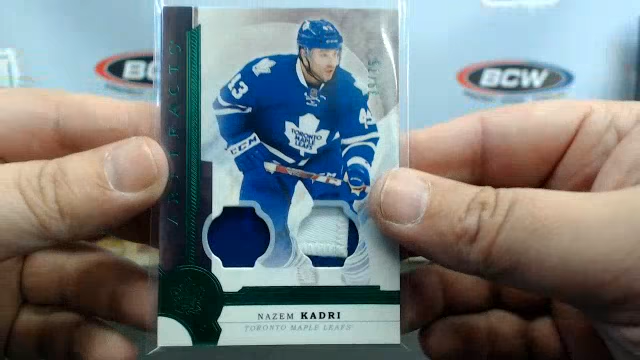 BCW
BCW
ARTIFACTS
43
TORONTO
MAPLE
LEAFS
CCM
NAZEM KADRI
TORONTO MAPLE LEAFS